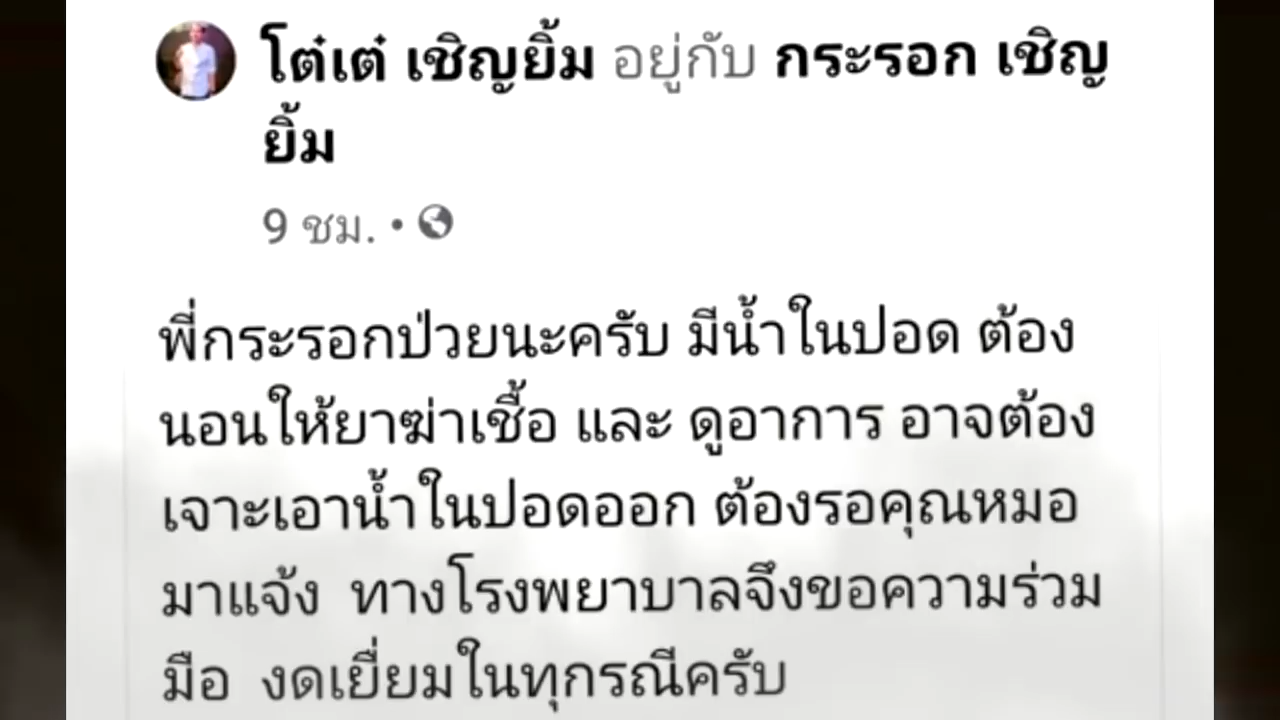 โต๋เต๋ เชิญยิ้ม อยู่กับ กระรอก เชิญ
ยิ้ม
9 ชม. •
พี่กระรอกป่วยนะครับ มีน้ำในปอด ต้อง
นอนให้ยาฆ่าเชื้อ และ ดูอาการ อาจต้อง
เจาะเอาน้ำในปอดออก ต้องรอคุณหมอ
มาแจ้ง ทางโรงพยาบาลจึงขอความร่วม
มือ งดเยี่ยมในทุกรณีครับ